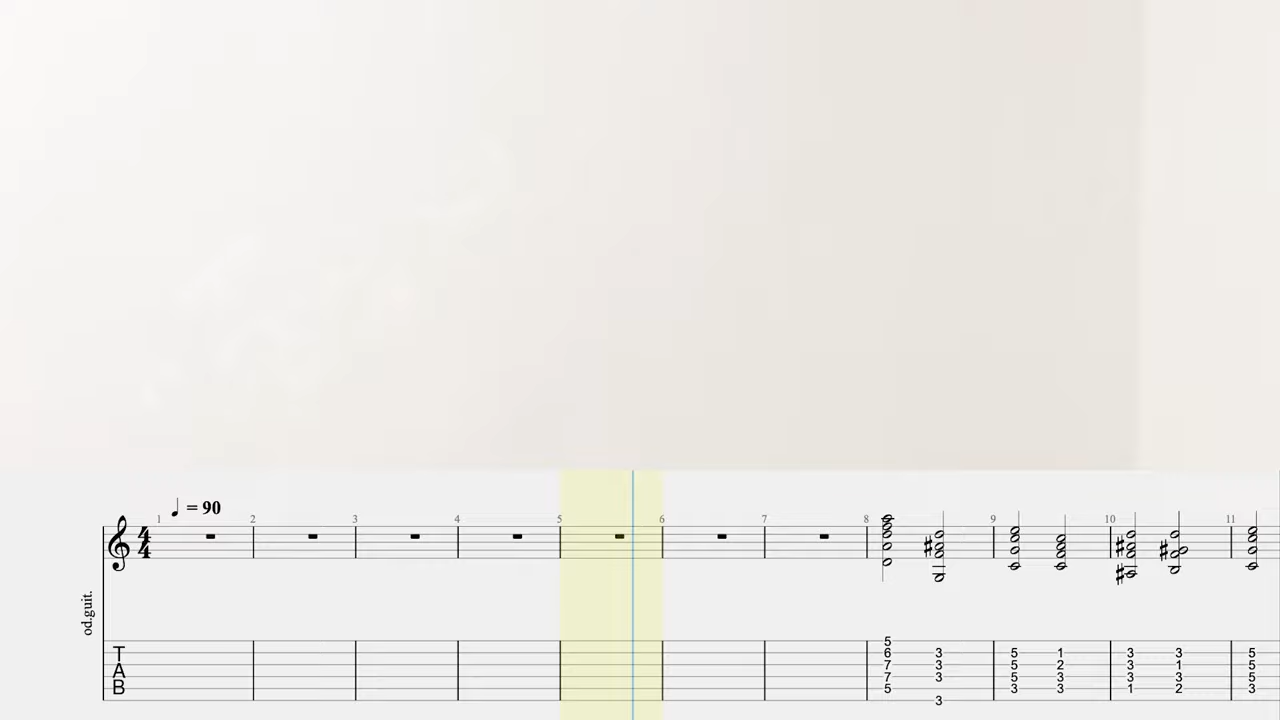 = 90
1 2 3 4 5 6 7 8 9 10 11
4
4
od.guit.
5
T 6 3 5 1 3 3 5
A 7 3 5 2 3 1 5
7 3 5 3 3 3 5
B 5 3 3 1 2 3
3